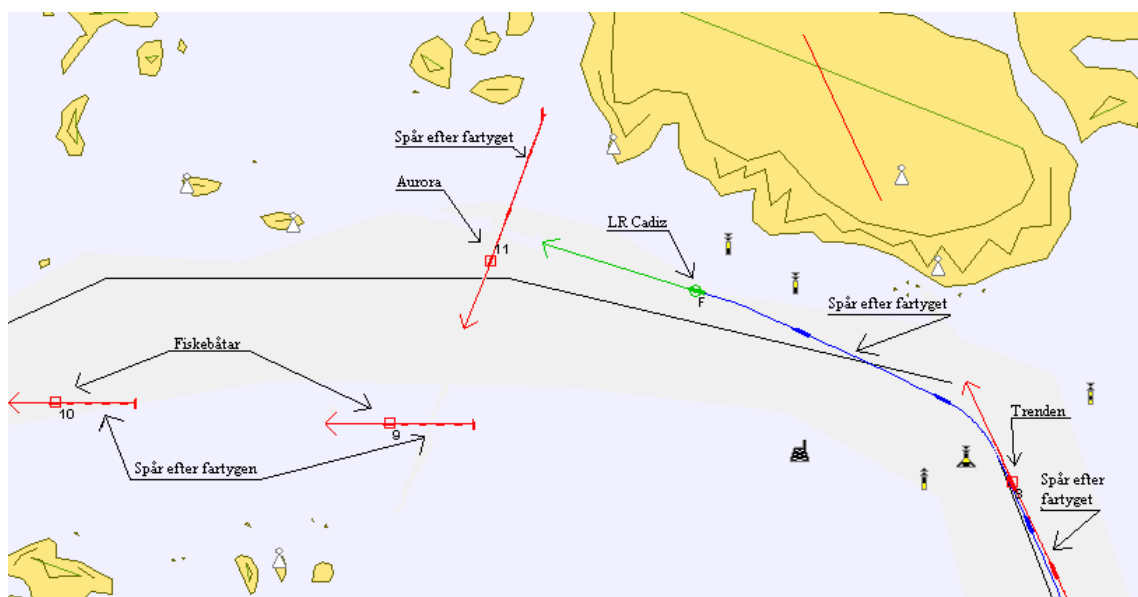 Spår efter fartyget
Aurora
11
LR Cadiz
F
Spår efter fartyget
Fiskebåtar
10
9
Spår efter fartygen
Trenden
Spår efter
fartyget